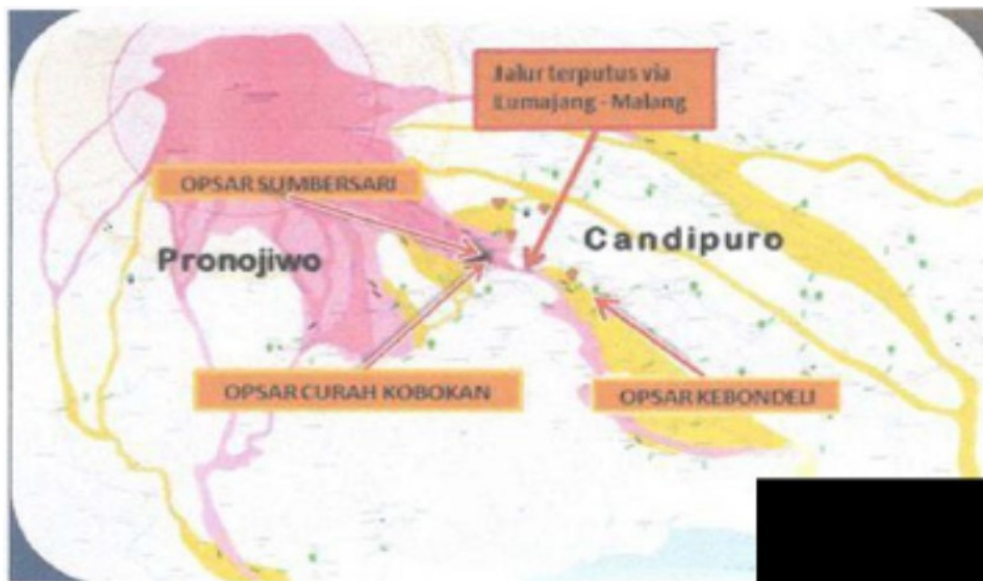 Jalur terputus via
Lumajang - Malang
OPSAR SUMBERSARI
Candipuro
Pronojiwo
OPSAR CURAH KOBOKAN
OPSAR KEBONDELI